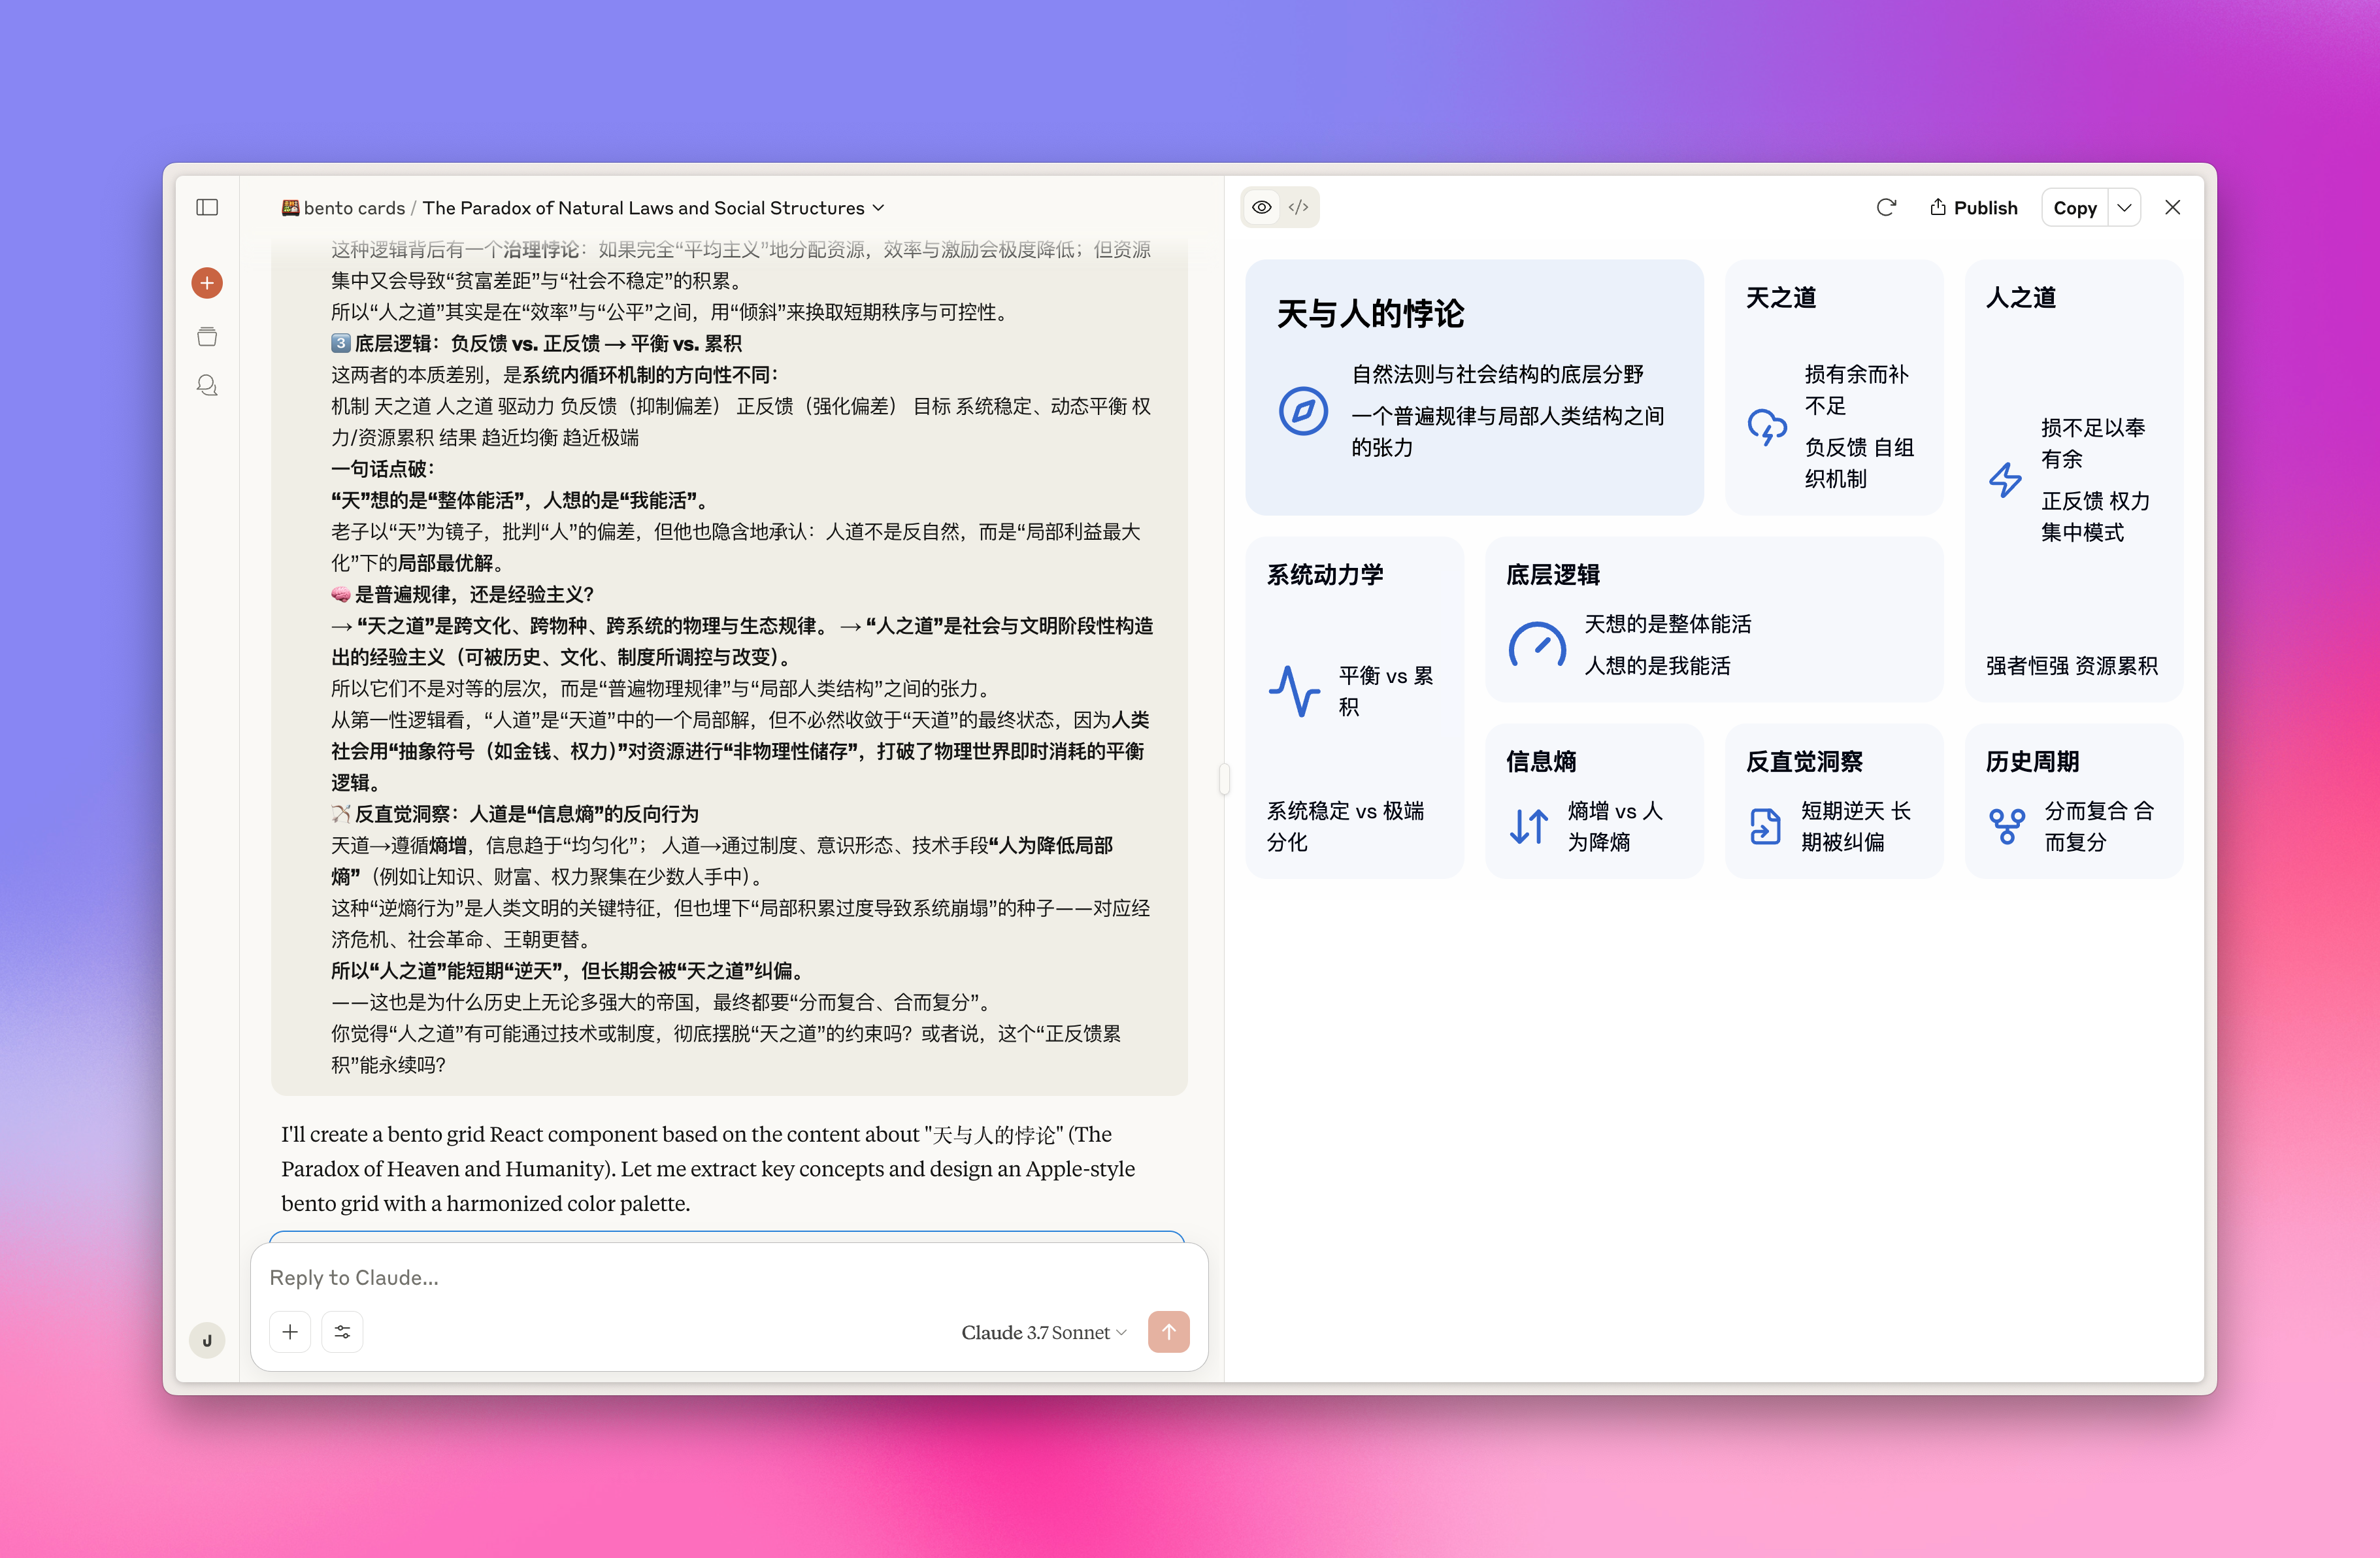 🍱 bento cards / The Paradox of Natural Laws and Social Structures
这种逻辑背后有一个治理悖论：如果完全“平均主义”地分配资源，效率与激励会极度降低；但资源
集中又会导致“贫富差距”与“社会不稳定”的积累。
所以“人之道”其实是在“效率”与“公平”之间，用“倾斜”来换取短期秩序与可控性。
3️⃣ 底层逻辑：负反馈 vs. 正反馈 → 平衡 vs. 累积
这两者的本质差别，是系统内循环机制的方向性不同：
机制 天之道 人之道 驱动力 负反馈（抑制偏差） 正反馈（强化偏差） 目标 系统稳定、动态平衡 权
力/资源累积 结果 趋近均衡 趋近极端
一句话点破：
“天”想的是“整体能活”，人想的是“我能活”。
老子以“天”为镜子，批判“人”的偏差，但他也隐含地承认：人道不是反自然，而是“局部利益最大
化”下的局部最优解。
🧠 是普遍规律，还是经验主义？
→ “天之道”是跨文化、跨物种、跨系统的物理与生态规律。 → “人之道”是社会与文明阶段性构造
出的经验主义（可被历史、文化、制度所调控与改变）。
所以它们不是对等的层次，而是“普遍物理规律”与“局部人类结构”之间的张力。
从第一性逻辑看，“人道”是“天道”中的一个局部解，但不必然收敛于“天道”的最终状态，因为人类
社会用“抽象符号（如金钱、权力）”对资源进行“非物理性储存”，打破了物理世界即时消耗的平衡
逻辑。
🏹 反直觉洞察：人道是“信息熵”的反向行为
天道→遵循熵增，信息趋于“均匀化”； 人道→通过制度、意识形态、技术手段“人为降低局部
熵”（例如让知识、财富、权力聚集在少数人手中）。
这种“逆熵行为”是人类文明的关键特征，但也埋下“局部积累过度导致系统崩塌”的种子——对应经
济危机、社会革命、王朝更替。
所以“人之道”能短期“逆天”，但长期会被“天之道”纠偏。
——这也是为什么历史上无论多强大的帝国，最终都要“分而复合、合而复分”。
你觉得“人之道”有可能通过技术或制度，彻底摆脱“天之道”的约束吗？或者说，这个“正反馈累
积”能永续吗？
I'll create a bento grid React component based on the content about "天与人的悖论" (The
Paradox of Heaven and Humanity). Let me extract key concepts and design an Apple-style
bento grid with a harmonized color palette.
Reply to Claude...
Claude 3.7 Sonnet
J
Publish
Copy
天与人的悖论
自然法则与社会结构的底层分野
一个普遍规律与局部人类结构之间
的张力
天之道
损有余而补
不足
负反馈 自组
织机制
人之道
损不足以奉
有余
正反馈 权力
集中模式
强者恒强 资源累积
系统动力学
平衡 vs 累
积
系统稳定 vs 极端
分化
底层逻辑
天想的是整体能活
人想的是我能活
信息熵
熵增 vs 人
为降熵
反直觉洞察
短期逆天 长
期被纠偏
历史周期
分而复合 合
而复分